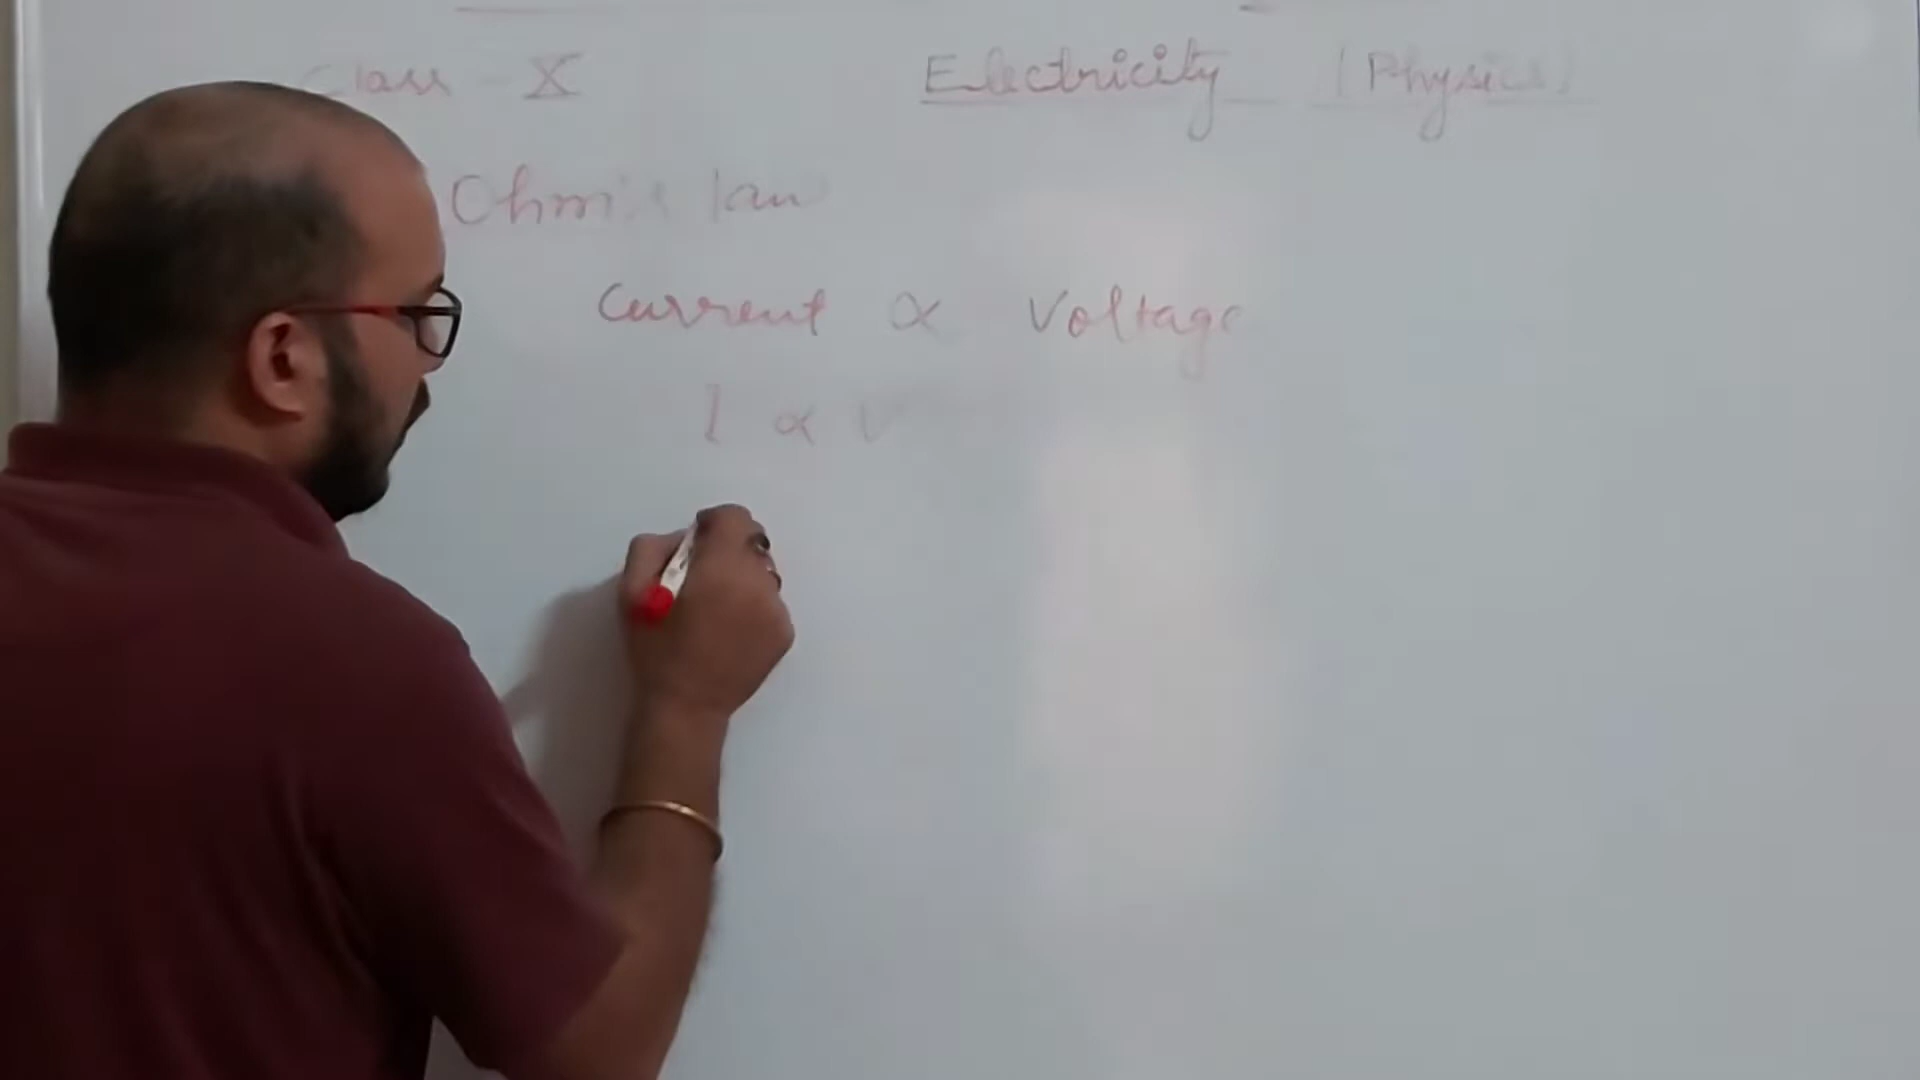 Class - X Electricity (Physics)
Ohm's law
Current ∝ Voltage
I ∝ V